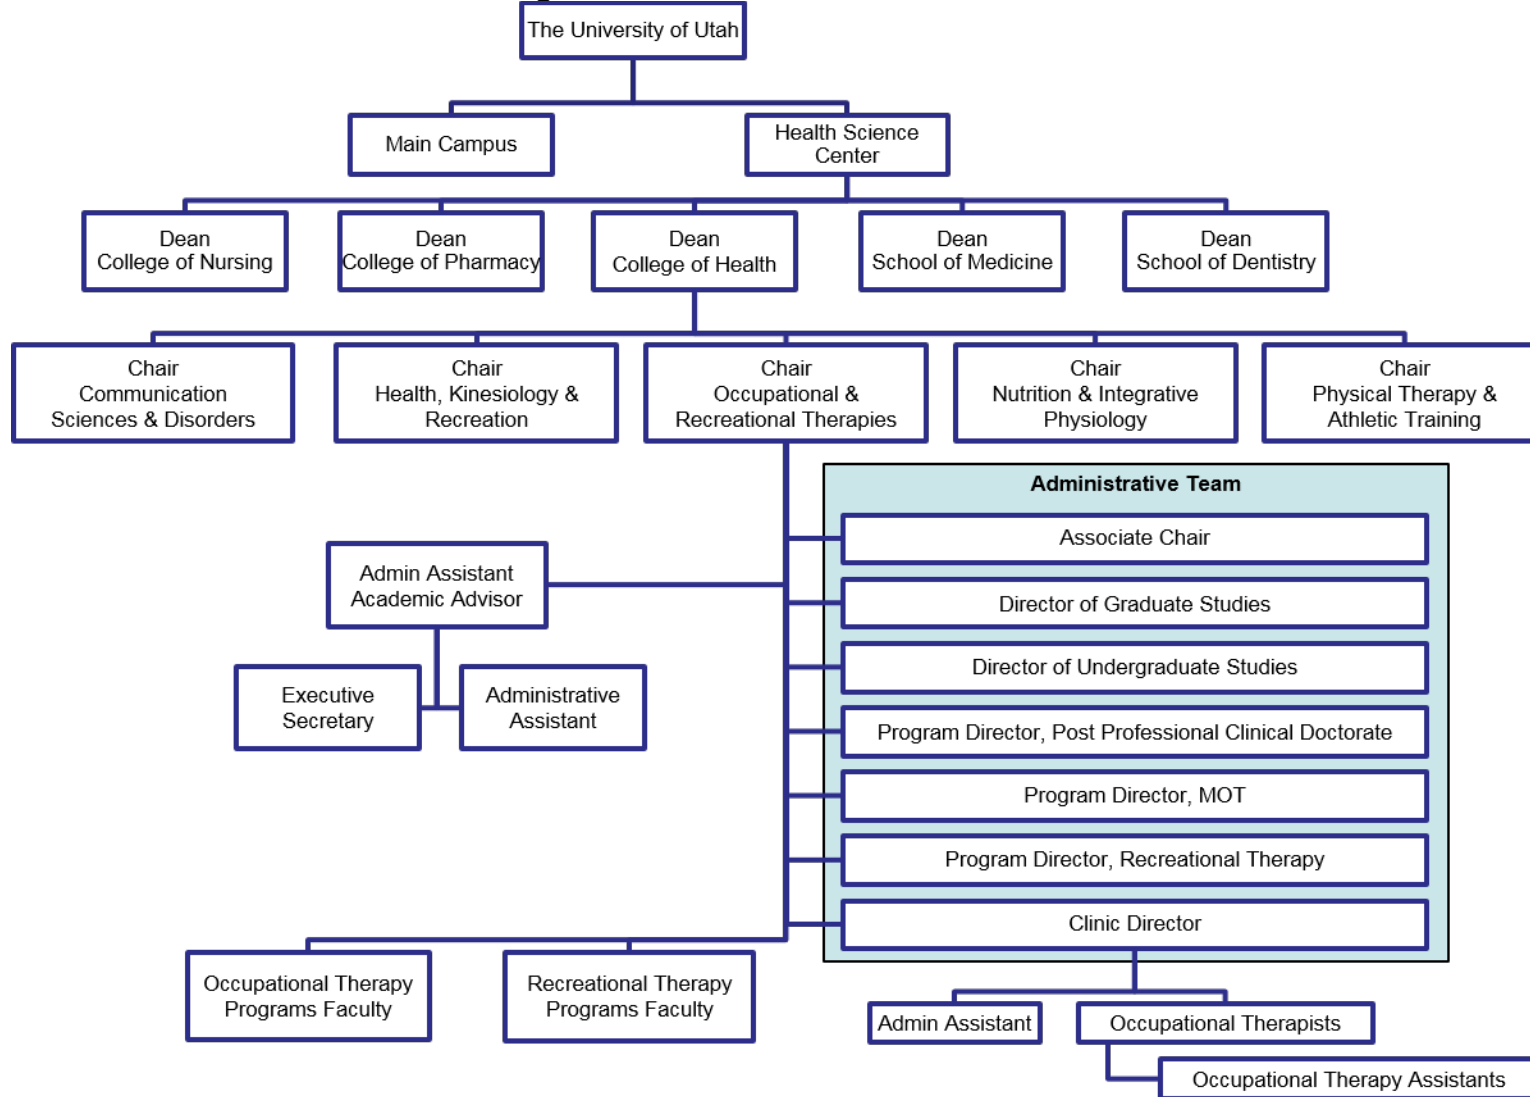 The University of Utah
Main Campus
Health Science
Center
Dean
College of Nursing
Dean
College of Pharmacy
Dean
College of Health
Dean
School of Medicine
Dean
School of Dentistry
Chair
Communication
Sciences & Disorders
Chair
Health, Kinesiology &
Recreation
Chair
Occupational &
Recreational Therapies
Chair
Nutrition & Integrative
Physiology
Chair
Physical Therapy &
Athletic Training
Administrative Team
Associate Chair
Director of Graduate Studies
Director of Undergraduate Studies
Program Director, Post Professional Clinical Doctorate
Program Director, MOT
Program Director, Recreational Therapy
Clinic Director
Admin Assistant
Academic Advisor
Executive
Secretary
Administrative
Assistant
Occupational Therapy
Programs Faculty
Recreational Therapy
Programs Faculty
Admin Assistant
Occupational Therapists
Occupational Therapy Assistants